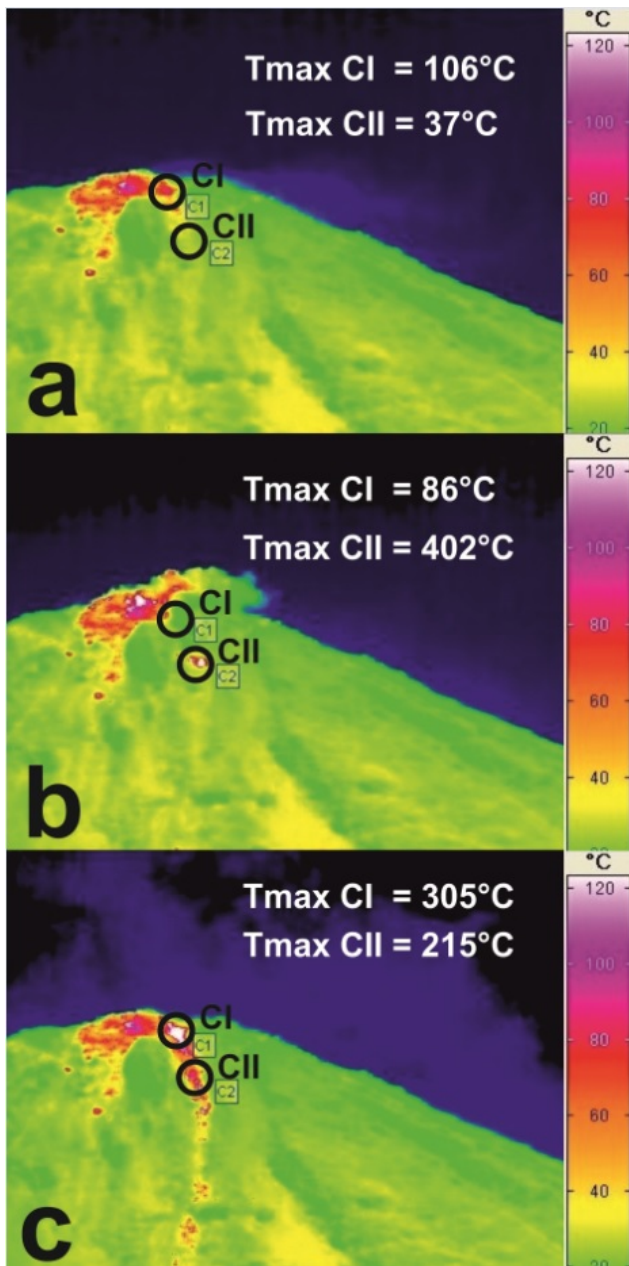 °C
120
Tmax CI = 106°C
100
Tmax CII = 37°C
80
CI
C1
CII
C2
60
40
a
20
°C
120
Tmax CI = 86°C
100
Tmax CII = 402°C
80
CI
C1
CII
C2
60
40
b
°C
120
Tmax CI = 305°C
Tmax CII = 215°C
100
80
CI
C1
CII
C2
60
40
c
20